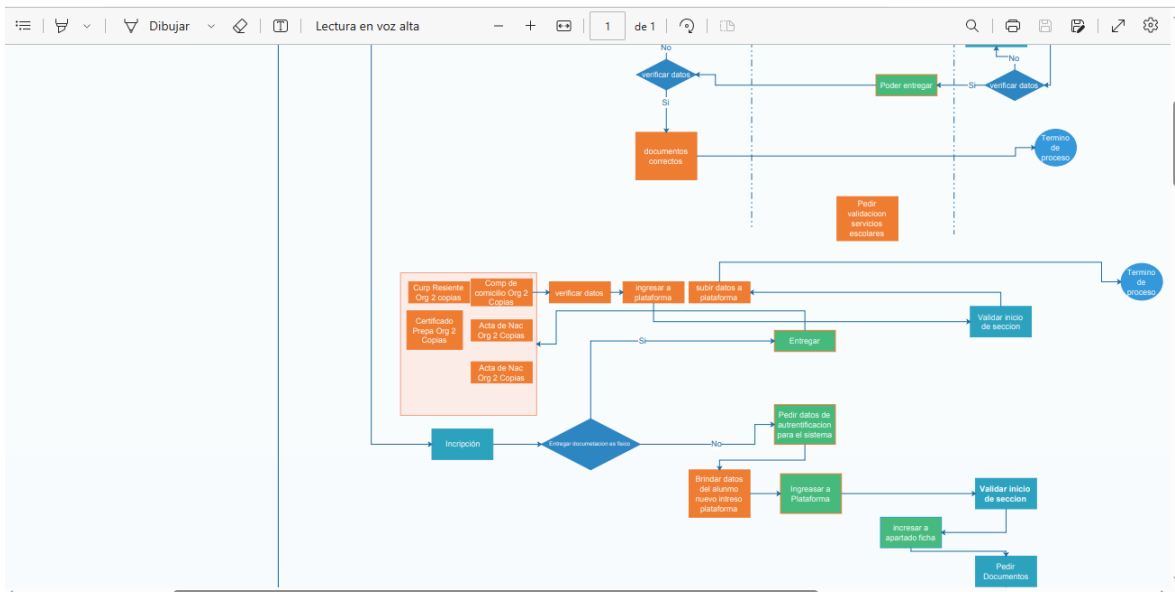 Dibujar
Lectura en voz alta
1
de 1
No
verificar datos
Si
documentos
correctos
Poder entregar
Si
No
verificar datos
Termino
de
proceso
Pedir
validacioon
servicios
escolares
Curp Resiente
Org 2 copias
Comp de
comicilio Org 2
Copias
verificar datos
ingresar a
plataforma
subir datos a
plataforma
Termino
de
proceso
Certificado
Prepa Org 2
Copias
Acta de Nac
Org 2 Copias
Validar inicio
de seccion
Si
Entregar
Acta de Nac
Org 2 Copias
Incripción
Entregar documetacion es fisico
No
Pedir datos de
autrentificacion
para el sistema
Brindar datos
del alunmo
nuevo intreso
plataforma
Ingreasar a
Plataforma
Validar inicio
de seccion
incresar a
apartado ficha
Pedir
Documentos